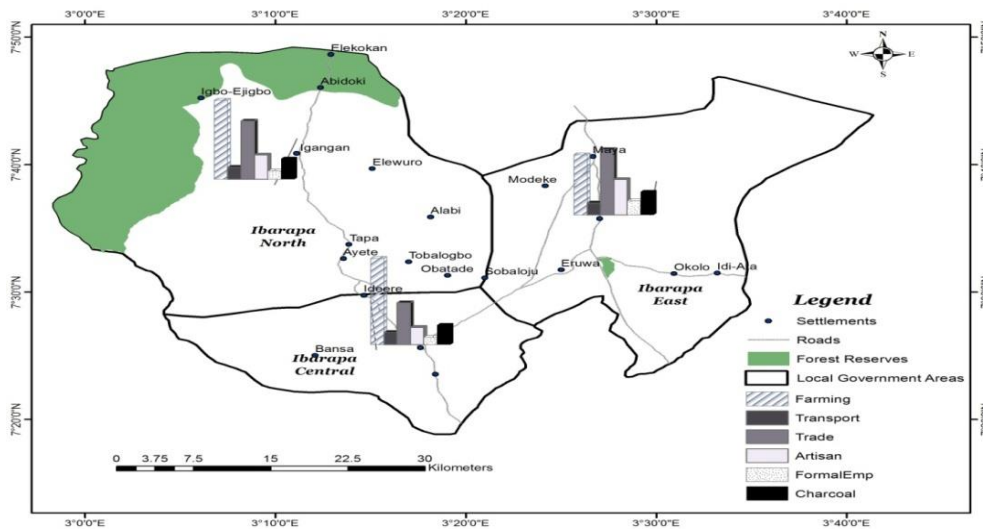 3°0'0"E 3°10'0"E 3°20'0"E 3°30'0"E 3°40'0"E
7°50'0"N
Elekokan
N
W E
S
Igbo-Ejigbo
Abidoki
7°40'0"N
Igangan
Elewuro
Maya
Modeke
Alabi
Ibarapa
North
Tapa
Ayete
Tobalogbo
Obatade
Sobaloju
Eruwa
Okolo
7°30'0"N
Ideere
Ibarapa
East
Bansa
Ibarapa
Central
7°20'0"N
Legend
Settlements
Roads
Forest Reserves
Local Government Areas
Farming
Transport
Trade
Artisan
FormalEmp
Charcoal
0 3.75 7.5 15 22.5 30
Kilometers
3°0'0"E 3°10'0"E 3°20'0"E 3°30'0"E 3°40'0"E